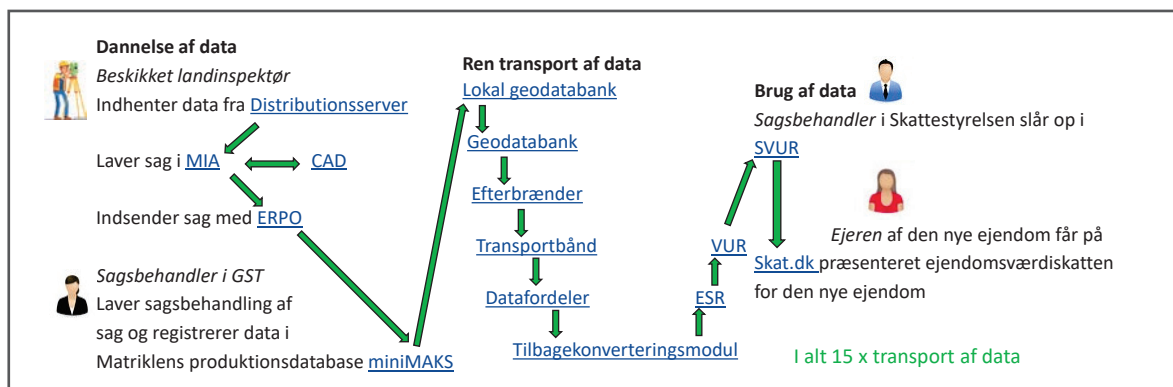 Dannelse af data
Beskikket landinspektør
Indhenter data fra Distributionsserver
Laver sag i MIA CAD
Indsender sag med ERPO
Sagsbehandler i GST
Laver sagsbehandling af
sag og registrerer data i
Matriklens produktionsdatabase miniMAKS
Ren transport af data
Lokal geodatabank
Geodatabank
Efterbrænder
Transportbånd
Datafordeler
Tilbagekonverteringsmodul
ESR
VUR
Brug af data
Sagsbehandler i Skattestyrelsen slår op i
SVUR
Ejeren af den nye ejendom får på
Skat.dk præsenteret ejendomsværdiskatten
for den nye ejendom
I alt 15 x transport af data